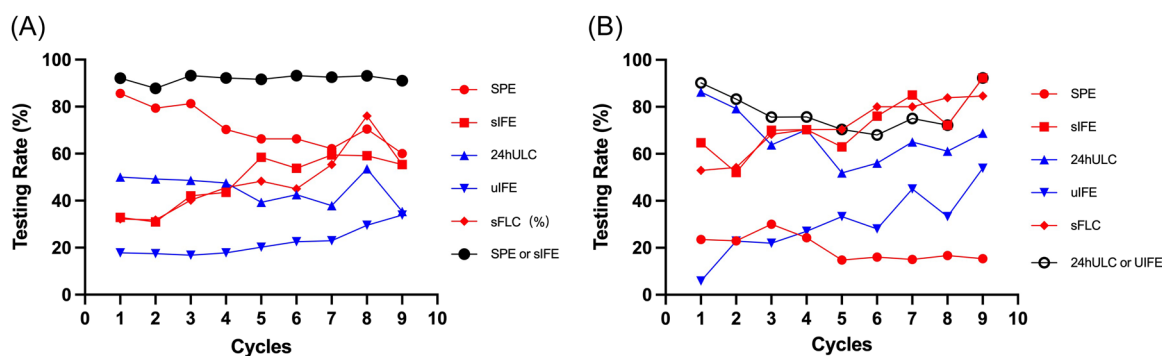 (A)
Testing Rate (%)
100
80
60
40
20
0
0 1 2 3 4 5 6 7 8 9 10
Cycles
SPE
sIFE
24hULC
uIFE
sFLC (%)
SPE or sIFE
(B)
Testing Rate (%)
100
80
60
40
20
0
0 1 2 3 4 5 6 7 8 9 10
Cycles
SPE
sIFE
24hULC
uIFE
sFLC
24hULC or UIFE